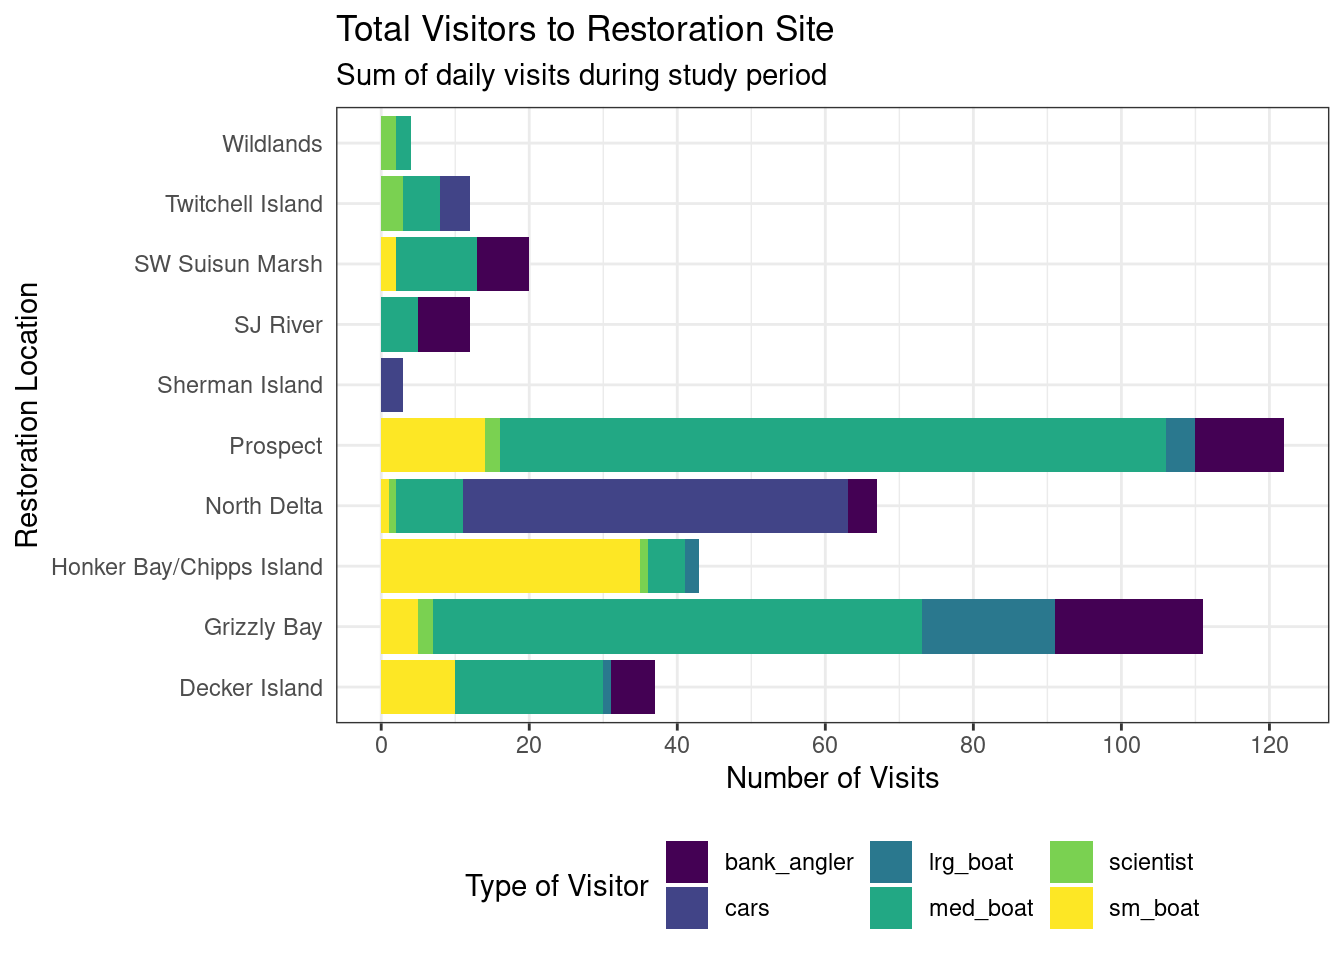 Total Visitors to Restoration Site
Sum of daily visits during study period
Restoration Location
Wildlands
Twitchell Island
SW Suisun Marsh
SJ River
Sherman Island
Prospect
North Delta
Honker Bay/Chipps Island
Grizzly Bay
Decker Island
0 20 40 60 80 100 120
Number of Visits
Type of Visitor
bank_angler lrg_boat scientist
cars med_boat sm_boat